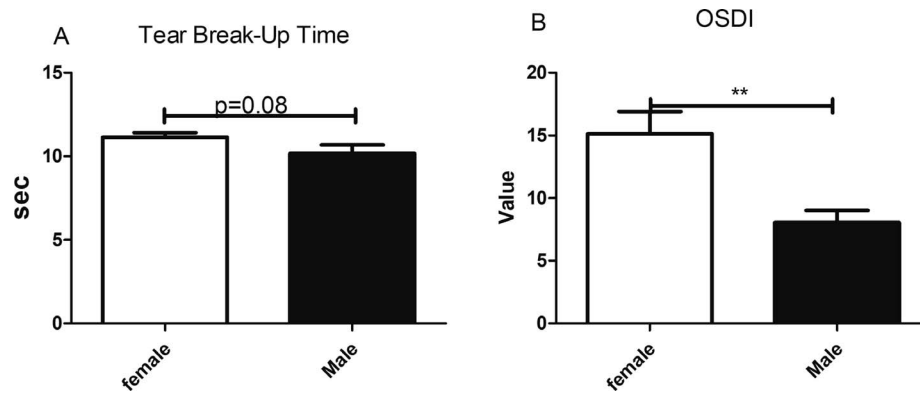 A
Tear Break-Up Time
15
10
5
0
sec
p=0.08
female
Male
B
OSDI
20
15
10
5
0
Value
**
female
Male